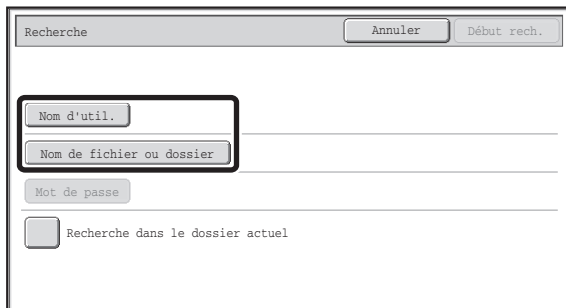 Recherche Annuler Début rech.
Nom d'util.
Nom de fichier ou dossier
Mot de passe
Recherche dans le dossier actuel